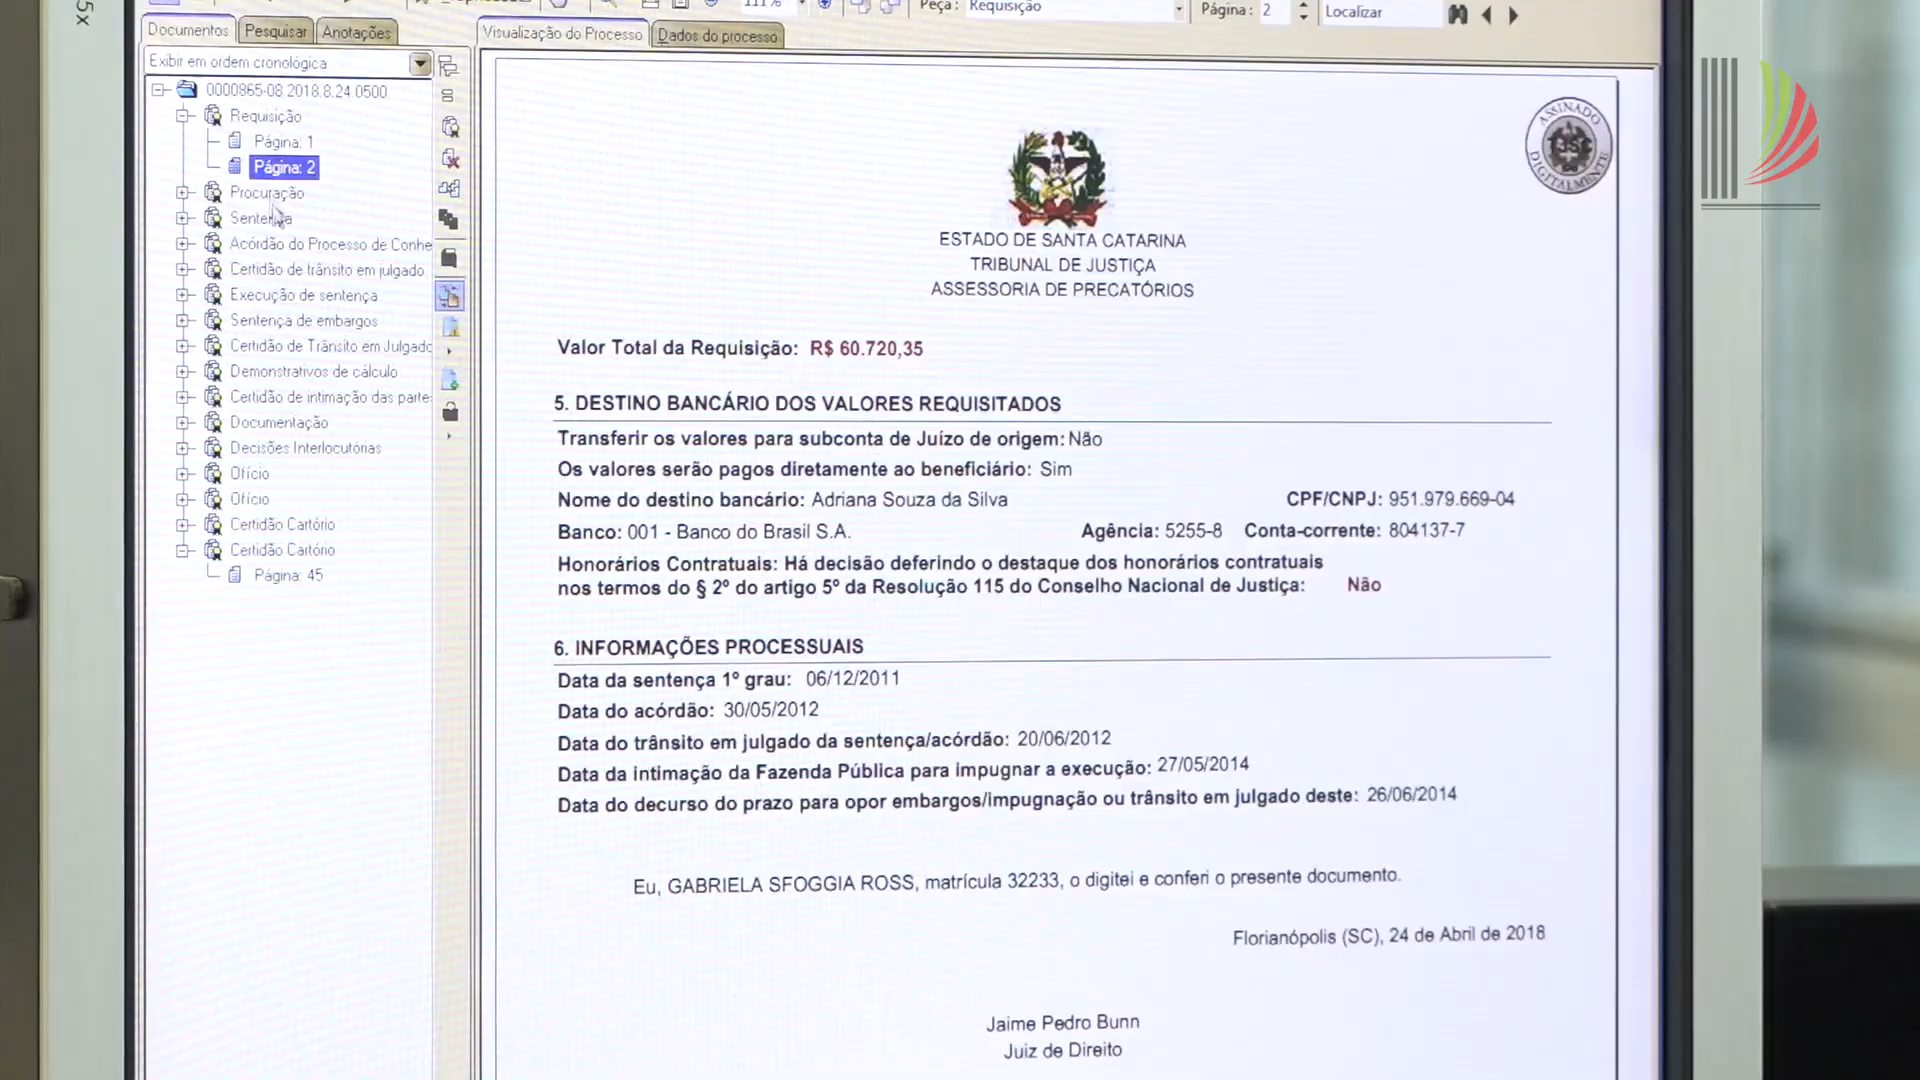 5x
111%
Peça: Requisição
Página: 2
Localizar
Documentos
Pesquisar
Anotações
Visualização do Processo
Dados do processo
Exibir em ordem cronológica
0000865-08.2018.8.24.0500
Requisição
Página: 1
Página: 2
Procuração
Sentença
Acórdão do Processo de Conhe
Certidão de trânsito em julgado
Execução de sentença
Sentença de embargos
Certidão de Trânsito em Julgado
Demonstrativos de cálculo
Certidão de intimação das parte
Documentação
Decisões Interlocutórias
Ofício
Ofício
Certidão Cartório
Certidão Cartório
Página: 45
ASSINADO
DIGITALMENTE
ESTADO DE SANTA CATARINA
TRIBUNAL DE JUSTIÇA
ASSESSORIA DE PRECATÓRIOS
Valor Total da Requisição: R$ 60.720,35
5. DESTINO BANCÁRIO DOS VALORES REQUISITADOS
Transferir os valores para subconta de Juízo de origem: Não
Os valores serão pagos diretamente ao beneficiário: Sim
Nome do destino bancário: Adriana Souza da Silva CPF/CNPJ: 951.979.669-04
Banco: 001 - Banco do Brasil S.A. Agência: 5255-8 Conta-corrente: 804137-7
Honorários Contratuais: Há decisão deferindo o destaque dos honorários contratuais
nos termos do § 2º do artigo 5º da Resolução 115 do Conselho Nacional de Justiça: Não
6. INFORMAÇÕES PROCESSUAIS
Data da sentença 1º grau: 06/12/2011
Data do acórdão: 30/05/2012
Data do trânsito em julgado da sentença/acórdão: 20/06/2012
Data da intimação da Fazenda Pública para impugnar a execução: 27/05/2014
Data do decurso do prazo para opor embargos/impugnação ou trânsito em julgado deste: 26/06/2014
Eu, GABRIELA SFOGGIA ROSS, matrícula 32233, o digitei e conferi o presente documento.
Florianópolis (SC), 24 de Abril de 2018
Jaime Pedro Bunn
Juiz de Direito